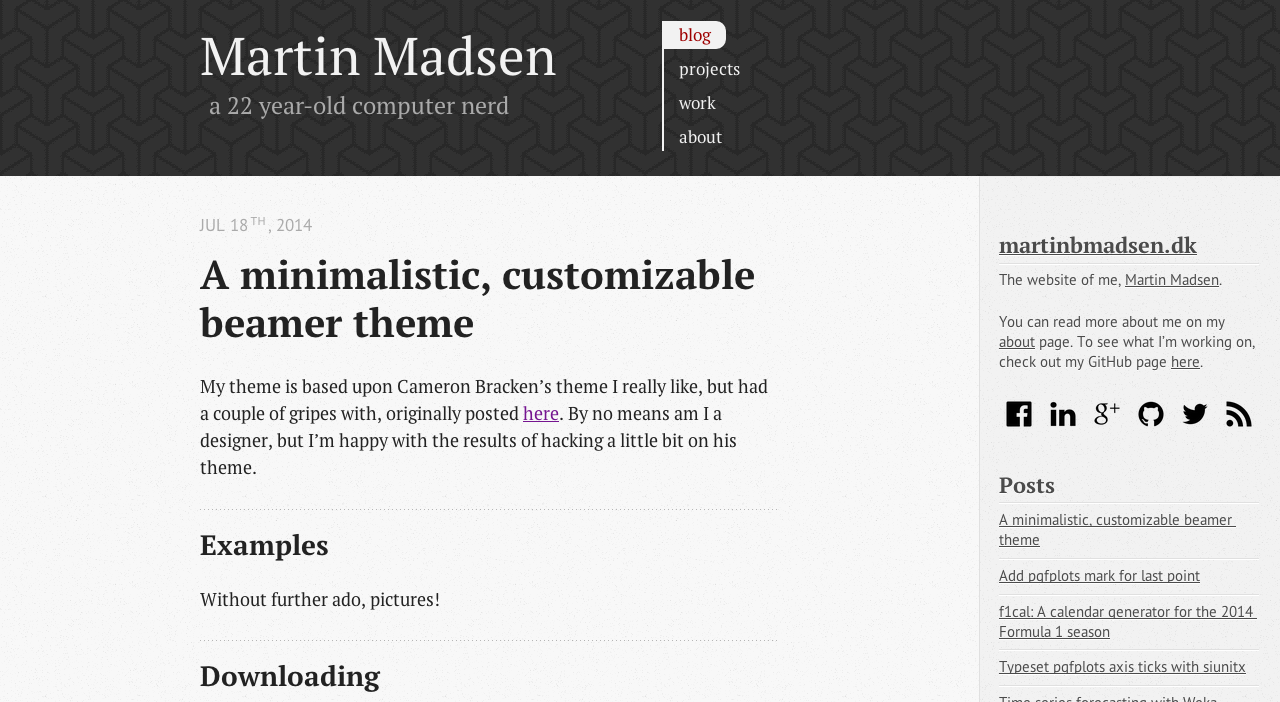 Martin Madsen
a 22 year-old computer nerd
blog
projects
work
about
JUL 18TH, 2014
A minimalistic, customizable
beamer theme
My theme is based upon Cameron Bracken’s theme I really like, but had
a couple of gripes with, originally posted here. By no means am I a
designer, but I’m happy with the results of hacking a little bit on his
theme.
Examples
Without further ado, pictures!
Downloading
martinbmadsen.dk
The website of me, Martin Madsen.
You can read more about me on my
about page. To see what I’m working on,
check out my GitHub page here.
Posts
A minimalistic, customizable beamer
theme
Add pgfplots mark for last point
f1cal: A calendar generator for the 2014
Formula 1 season
Typeset pgfplots axis ticks with siunitx
Time series forecasting with Weka